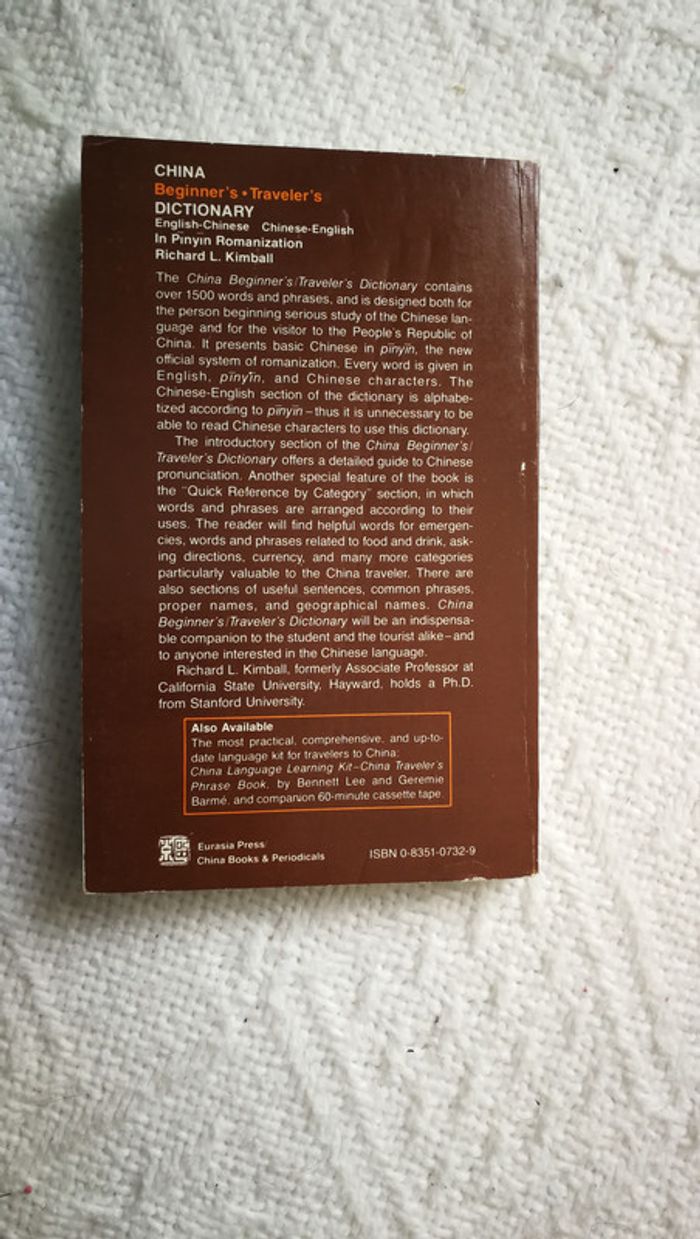 CHINA
Beginner's • Traveler's
DICTIONARY
English-Chinese Chinese-English
In Pīnyīn Romanization
Richard L. Kimball
The China Beginner's/Traveler's Dictionary contains
over 1500 words and phrases, and is designed both for
the person beginning serious study of the Chinese lan-
guage and for the visitor to the People's Republic of
China. It presents basic Chinese in pīnyīn, the new
official system of romanization. Every word is given in
English, pīnyīn, and Chinese characters. The
Chinese-English section of the dictionary is alphabe-
tized according to pīnyīn–thus it is unnecessary to be
able to read Chinese characters to use this dictionary.
The introductory section of the China Beginner's/
Traveler's Dictionary offers a detailed guide to Chinese
pronunciation. Another special feature of the book is
the "Quick Reference by Category" section, in which
words and phrases are arranged according to their
uses. The reader will find helpful words for emergen-
cies, words and phrases related to food and drink, ask-
ing directions, currency, and many more categories
particularly valuable to the China traveler. There are
also sections of useful sentences, common phrases,
proper names, and geographical names. China
Beginner's/Traveler's Dictionary will be an indispensa-
ble companion to the student and the tourist alike–and
to anyone interested in the Chinese language.
Richard L. Kimball, formerly Associate Professor at
California State University, Hayward, holds a Ph.D.
from Stanford University.
Also Available
The most practical, comprehensive, and up-to-
date language kit for travelers to China:
China Language Learning Kit–China Traveler's
Phrase Book, by Bennett Lee and Geremie
Barmé, and companion 60-minute cassette tape.
Eurasia Press/
China Books & Periodicals
ISBN 0-8351-0732-9